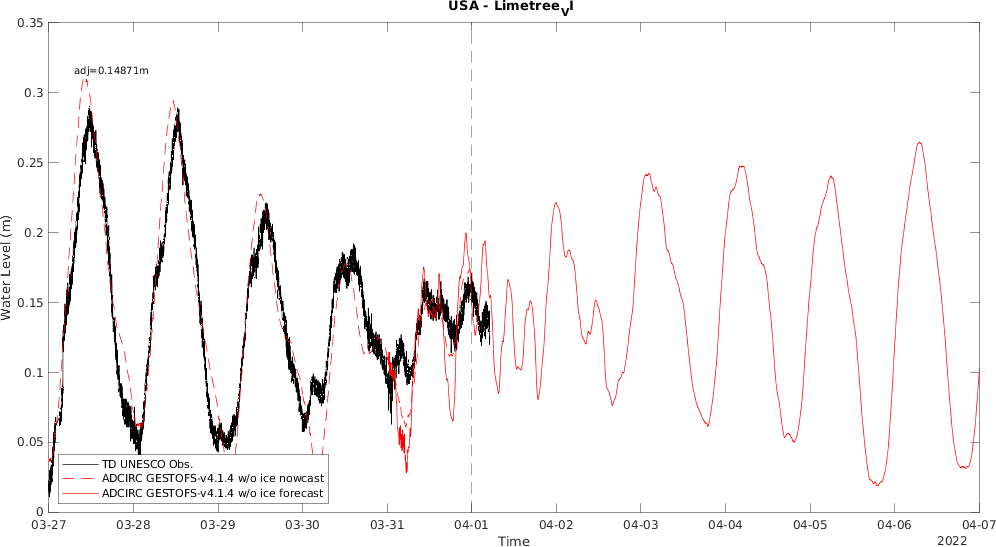 USA - LimetreeVI
adj=0.14871m
0.35
0.3
0.25
0.2
0.15
0.1
0.05
0
Water Level (m)
TD UNESCO Obs.
ADCIRC GESTOFS-v4.1.4 w/o ice nowcast
ADCIRC GESTOFS-v4.1.4 w/o ice forecast
03-27 03-28 03-29 03-30 03-31 04-01 04-02 04-03 04-04 04-05 04-06 04-07
Time
2022